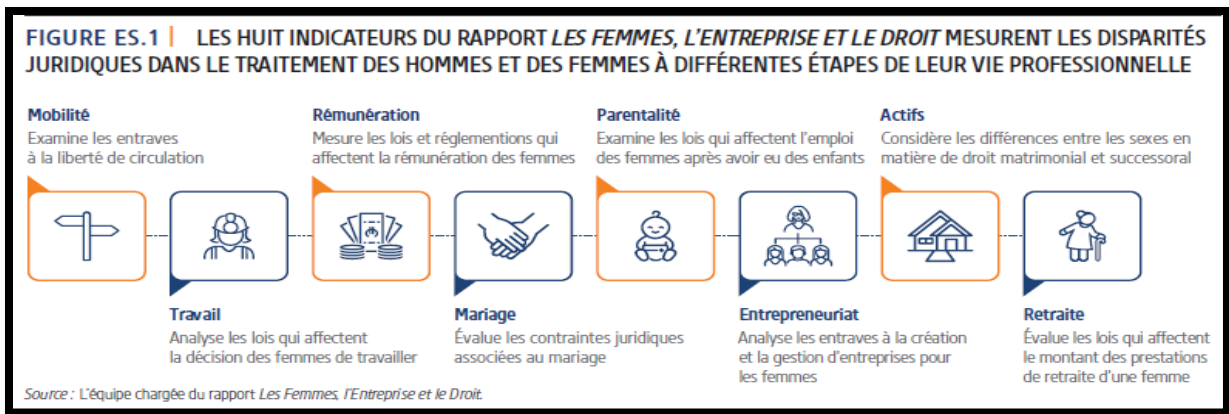 FIGURE ES.1 | LES HUIT INDICATEURS DU RAPPORT LES FEMMES, L'ENTREPRISE ET LE DROIT MESURENT LES DISPARITÉS
JURIDIQUES DANS LE TRAITEMENT DES HOMMES ET DES FEMMES À DIFFÉRENTES ÉTAPES DE LEUR VIE PROFESSIONNELLE
Mobilité
Examine les entraves
à la liberté de circulation
Rémunération
Mesure les lois et réglementions qui
affectent la rémunération des femmes
Parentalité
Examine les lois qui affectent l'emploi
des femmes après avoir eu des enfants
Actifs
Considère les différences entre les sexes en
matière de droit matrimonial et successoral
Travail
Analyse les lois qui affectent
la décision des femmes de travailler
Mariage
Évalue les contraintes juridiques
associées au mariage
Entrepreneuriat
Analyse les entraves à la création
et la gestion d'entreprises pour
les femmes
Retraite
Évalue les lois qui affectent
le montant des prestations
de retraite d'une femme
Source : L'équipe chargée du rapport Les Femmes, l'Entreprise et le Droit.